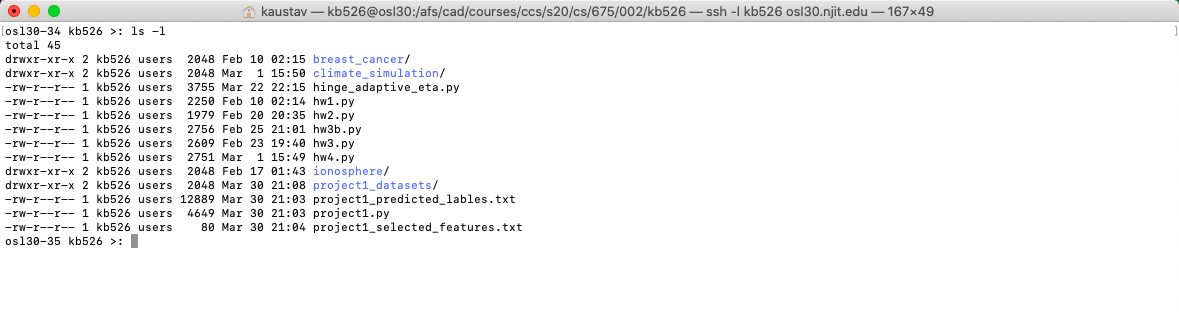 kaustav — kb526@osl30:/afs/cad/courses/ccs/s20/cs/675/002/kb526 — ssh -l kb526 osl30.njit.edu — 167×49
[osl30-34 kb526 >: ls -l ]
total 45
drwxr-xr-x 2 kb526 users  2048 Feb 10 02:15 breast_cancer/
drwxr-xr-x 2 kb526 users  2048 Mar  1 15:50 climate_simulation/
-rw-r--r-- 1 kb526 users  3755 Mar 22 22:15 hinge_adaptive_eta.py
-rw-r--r-- 1 kb526 users  2250 Feb 10 02:14 hw1.py
-rw-r--r-- 1 kb526 users  1979 Feb 20 20:35 hw2.py
-rw-r--r-- 1 kb526 users  2756 Feb 25 21:01 hw3b.py
-rw-r--r-- 1 kb526 users  2609 Feb 23 19:40 hw3.py
-rw-r--r-- 1 kb526 users  2751 Mar  1 15:49 hw4.py
drwxr-xr-x 2 kb526 users  2048 Feb 17 01:43 ionosphere/
drwxr-xr-x 2 kb526 users  2048 Mar 30 21:08 project1_datasets/
-rw-r--r-- 1 kb526 users 12889 Mar 30 21:03 project1_predicted_lables.txt
-rw-r--r-- 1 kb526 users  4649 Mar 30 21:03 project1.py
-rw-r--r-- 1 kb526 users    80 Mar 30 21:04 project1_selected_features.txt
osl30-35 kb526 >: